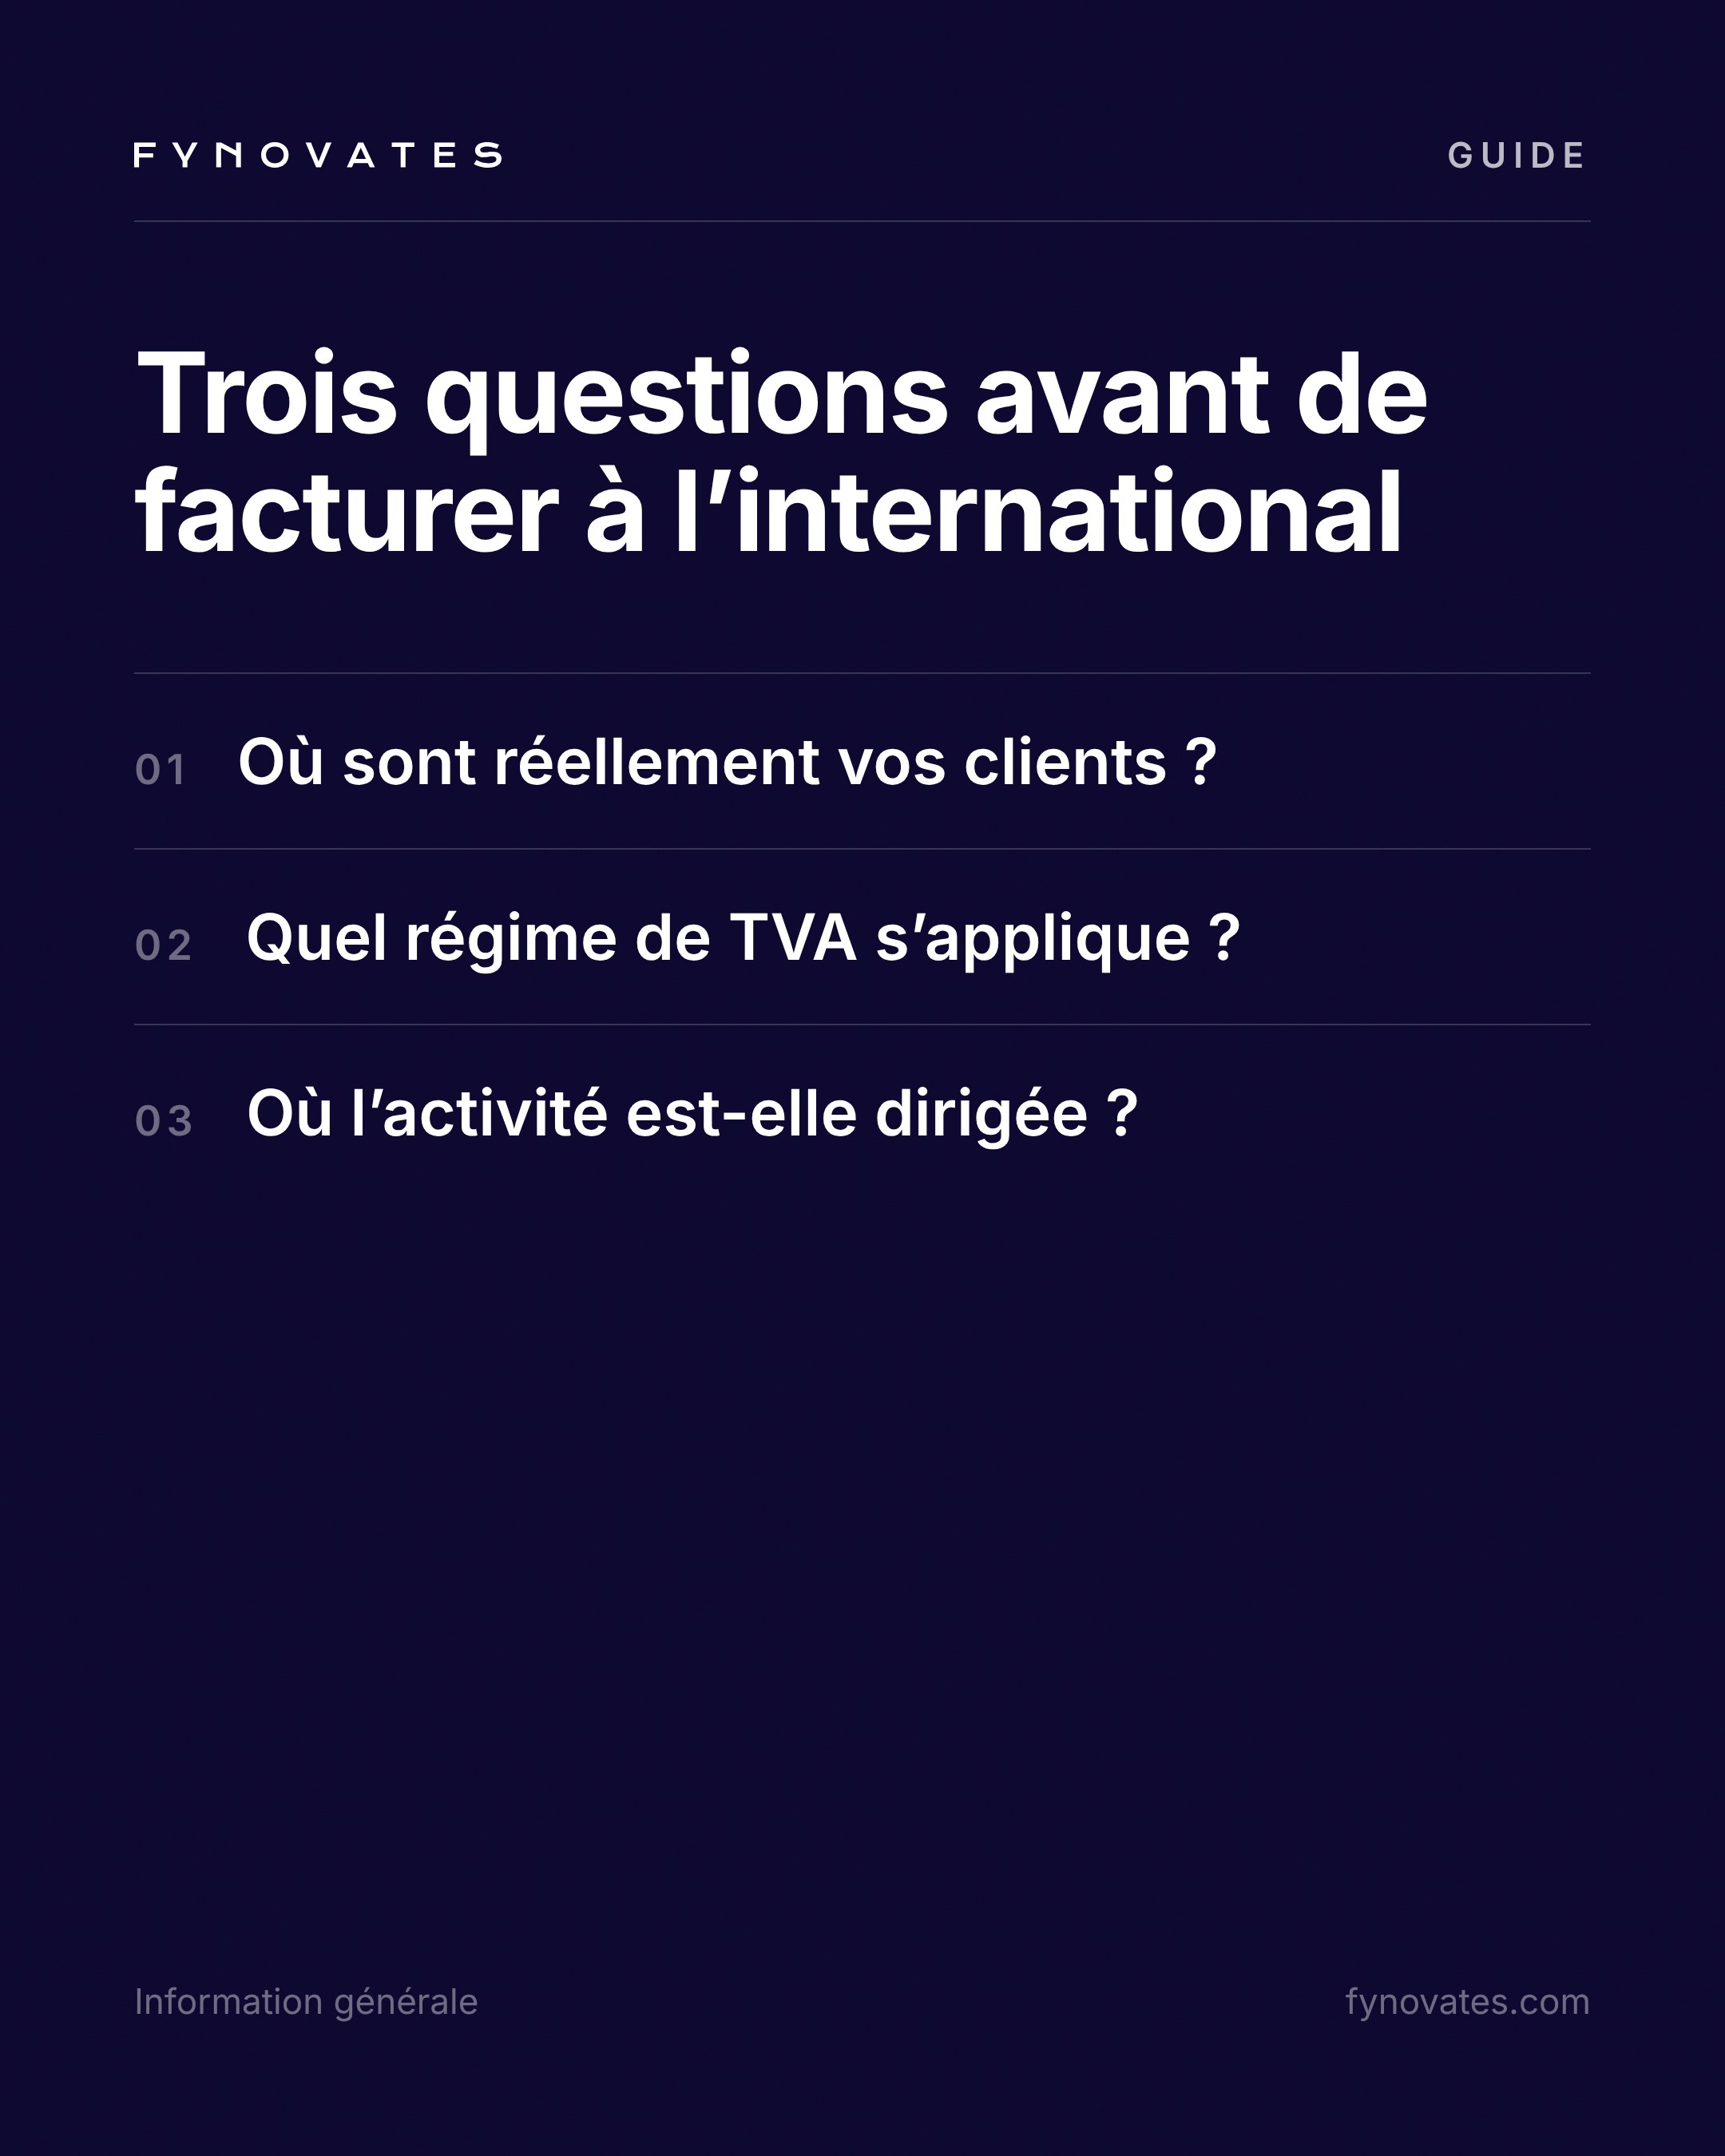 FYNOVATES
GUIDE
Trois questions avant de
facturer à l’international
01 Où sont réellement vos clients ?
02 Quel régime de TVA s’applique ?
03 Où l’activité est-elle dirigée ?
Information générale
fynovates.com